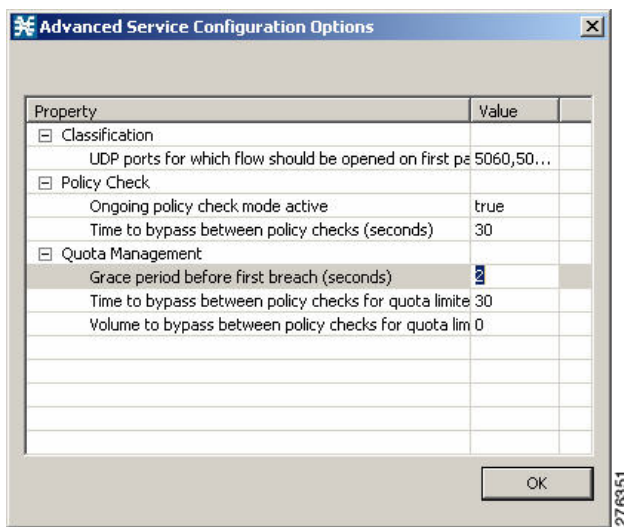 Advanced Service Configuration Options
Property Value
Classification
UDP ports for which flow should be opened on first pa 5060,50...
Policy Check
Ongoing policy check mode active true
Time to bypass between policy checks (seconds) 30
Quota Management
Grace period before first breach (seconds) 2
Time to bypass between policy checks for quota limite 30
Volume to bypass between policy checks for quota lim 0
OK
276351